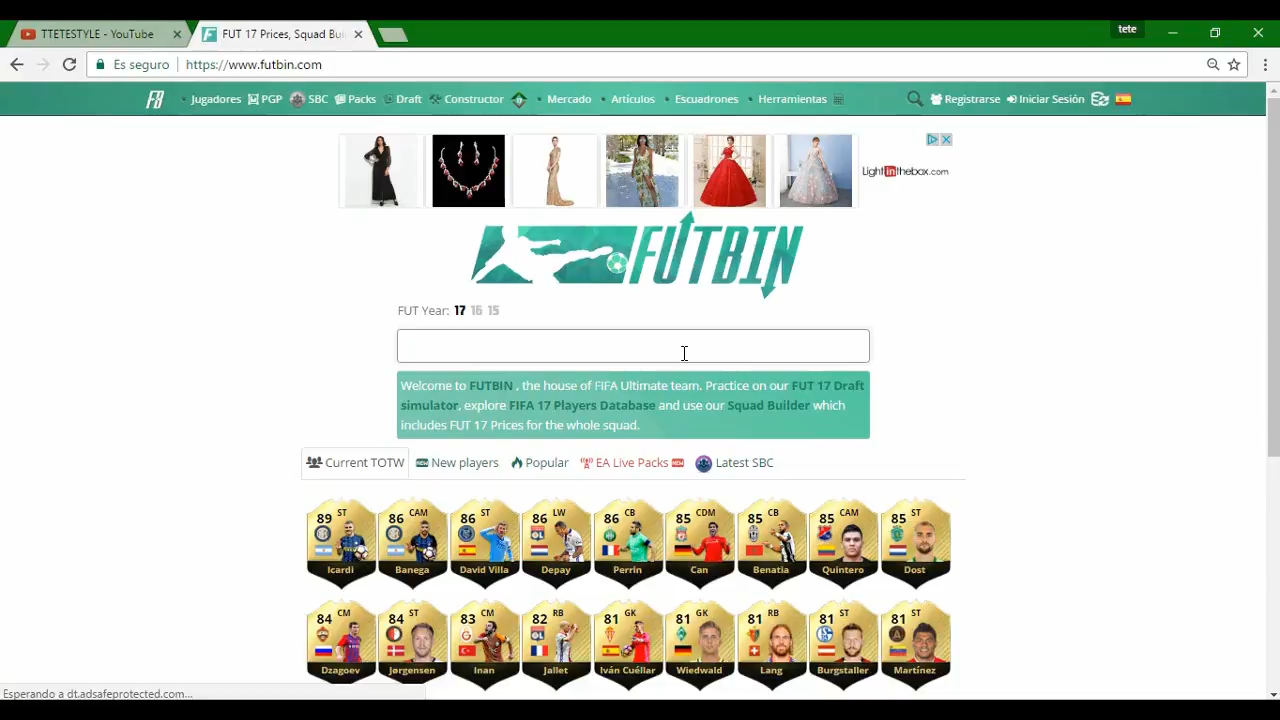 TTETESTYLE - YouTube
FUT 17 Prices, Squad Bui
tete
Es seguro
https://www.futbin.com
F8
Jugadores
PGP
SBC
Packs
Draft
Constructor
Mercado
Artículos
Escuadrones
Herramientas
Registrarse
Iniciar Sesión
Lightinthebox.com
FUTBIN
FUT Year: 17 16 15
Welcome to FUTBIN , the house of FIFA Ultimate team. Practice on our FUT 17 Draft
simulator, explore FIFA 17 Players Database and use our Squad Builder which
includes FUT 17 Prices for the whole squad.
Current TOTW
New players
Popular
EA Live Packs NEW
Latest SBC
89 ST Icardi
86 CAM Banega
86 ST David Villa
86 LW Depay
86 CB Perrin
85 CDM Can
85 CB Benatia
85 CAM Quintero
85 ST Dost
84 CM Dzagoev
84 ST Jørgensen
83 CM Inan
82 RB Jallet
81 GK Iván Cuéllar
81 GK Wiedwald
81 RB Lang
81 ST Burgstaller
81 ST Martínez
Esperando a dt.adsafeprotected.com...